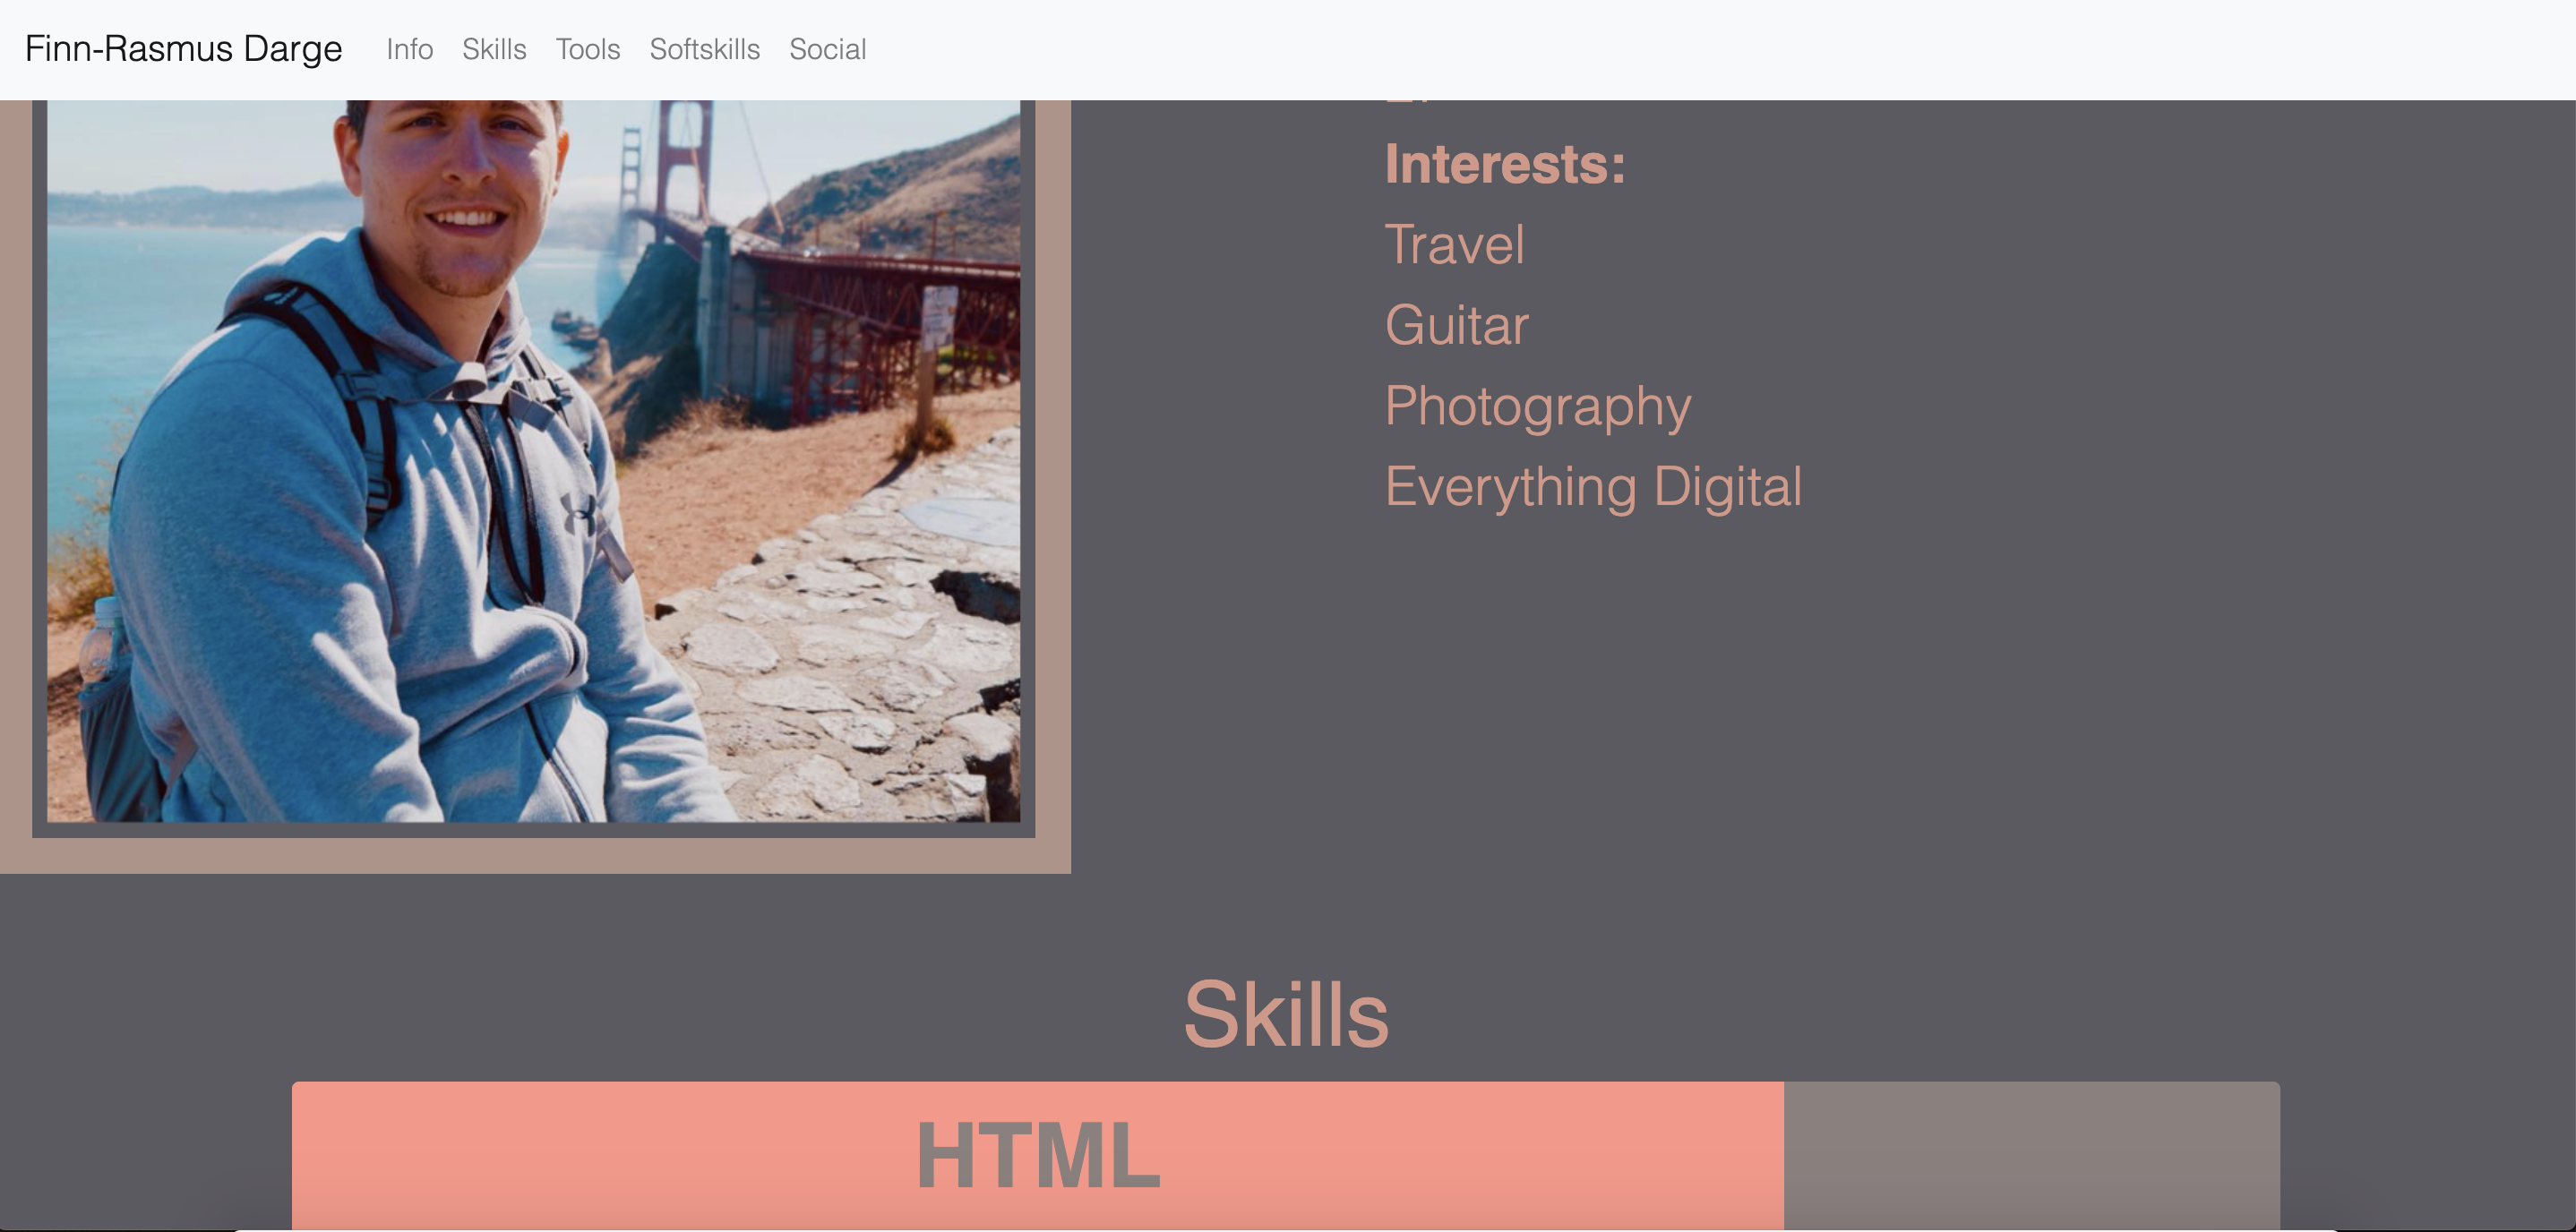 Finn-Rasmus Darge Info Skills Tools Softskills Social
Interests:
Travel
Guitar
Photography
Everything Digital
Skills
HTML